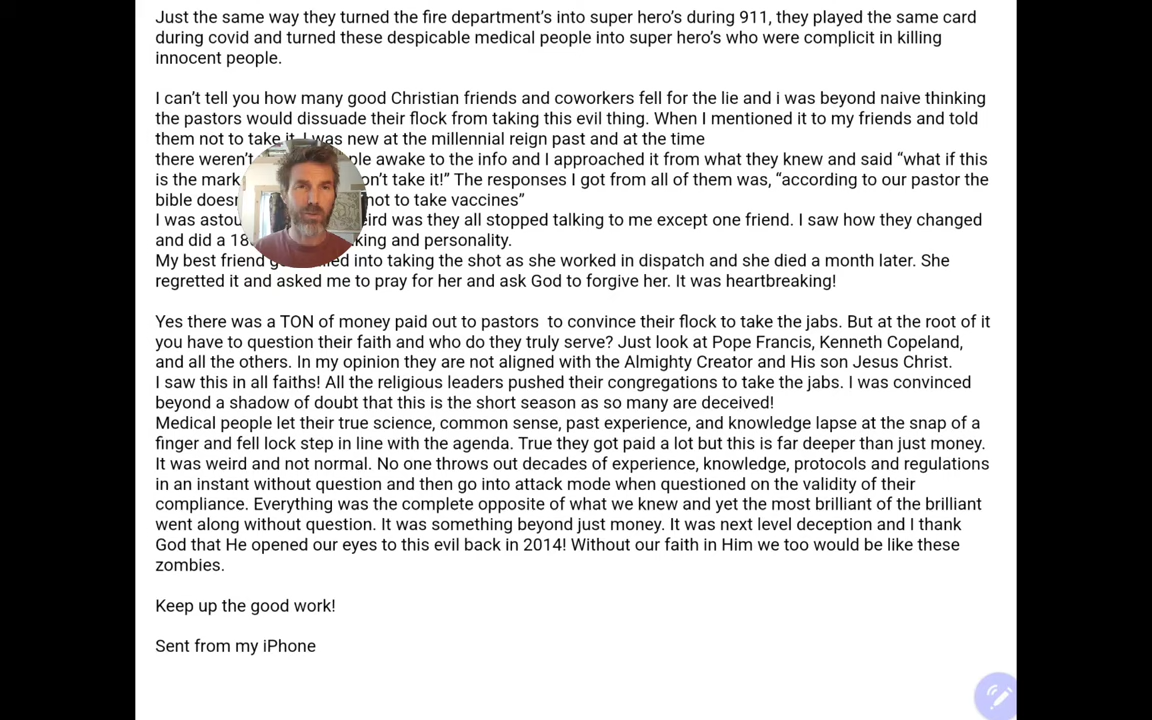 Just the same way they turned the fire department's into super hero's during 911, they played the same card
during covid and turned these despicable medical people into super hero's who were complicit in killing
innocent people.
I can't tell you how many good Christian friends and coworkers fell for the lie and i was beyond naive thinking
the pastors would dissuade their flock from taking this evil thing. When I mentioned it to my friends and told
them not to take it, I was new at the millennial reign past and at the time
there weren't awake to the info and I approached it from what they knew and said “what if this
is the mark take it!” The responses I got from all of them was, “according to our pastor the
bible not to take vaccines”
I was was they all stopped talking to me except one friend. I saw how they changed
and did a and personality.
My best friend into taking the shot as she worked in dispatch and she died a month later. She
regretted it and asked me to pray for her and ask God to forgive her. It was heartbreaking!
Yes there was a TON of money paid out to pastors to convince their flock to take the jabs. But at the root of it
you have to question their faith and who do they truly serve? Just look at Pope Francis, Kenneth Copeland,
and all the others. In my opinion they are not aligned with the Almighty Creator and His son Jesus Christ.
I saw this in all faiths! All the religious leaders pushed their congregations to take the jabs. I was convinced
beyond a shadow of doubt that this is the short season as so many are deceived!
Medical people let their true science, common sense, past experience, and knowledge lapse at the snap of a
finger and fell lock step in line with the agenda. True they got paid a lot but this is far deeper than just money.
It was weird and not normal. No one throws out decades of experience, knowledge, protocols and regulations
in an instant without question and then go into attack mode when questioned on the validity of their
compliance. Everything was the complete opposite of what we knew and yet the most brilliant of the brilliant
went along without question. It was something beyond just money. It was next level deception and I thank
God that He opened our eyes to this evil back in 2014! Without our faith in Him we too would be like these
zombies.
Keep up the good work!
Sent from my iPhone